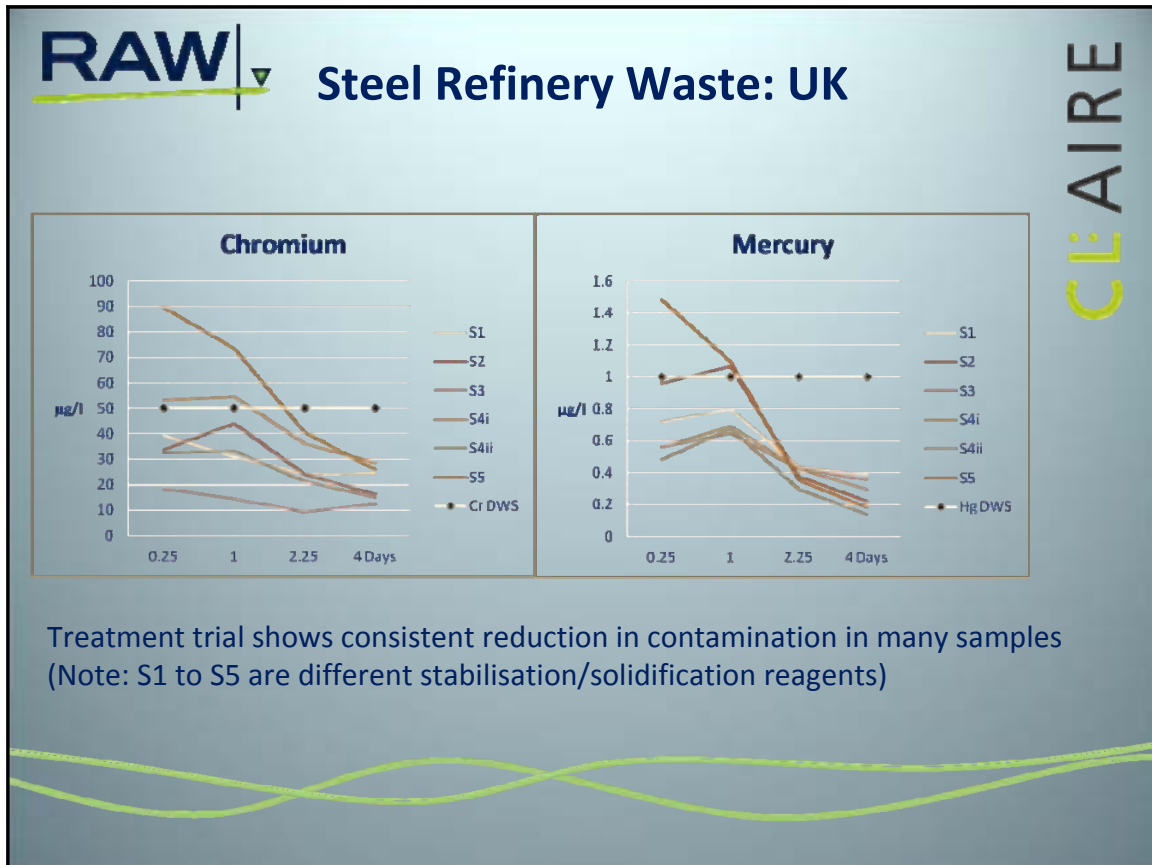 RAW
Steel Refinery Waste: UK
CL:AIRE
Chromium
100
90
80
70
60
50
40
30
20
10
0
µg/l
0.25
1
2.25
4 Days
S1
S2
S3
S4i
S4ii
S5
Cr DWS
Mercury
1.6
1.4
1.2
1
0.8
0.6
0.4
0.2
0
µg/l
0.25
1
2.25
4 Days
S1
S2
S3
S4i
S4ii
S5
Hg DWS
Treatment trial shows consistent reduction in contamination in many samples
(Note: S1 to S5 are different stabilisation/solidification reagents)